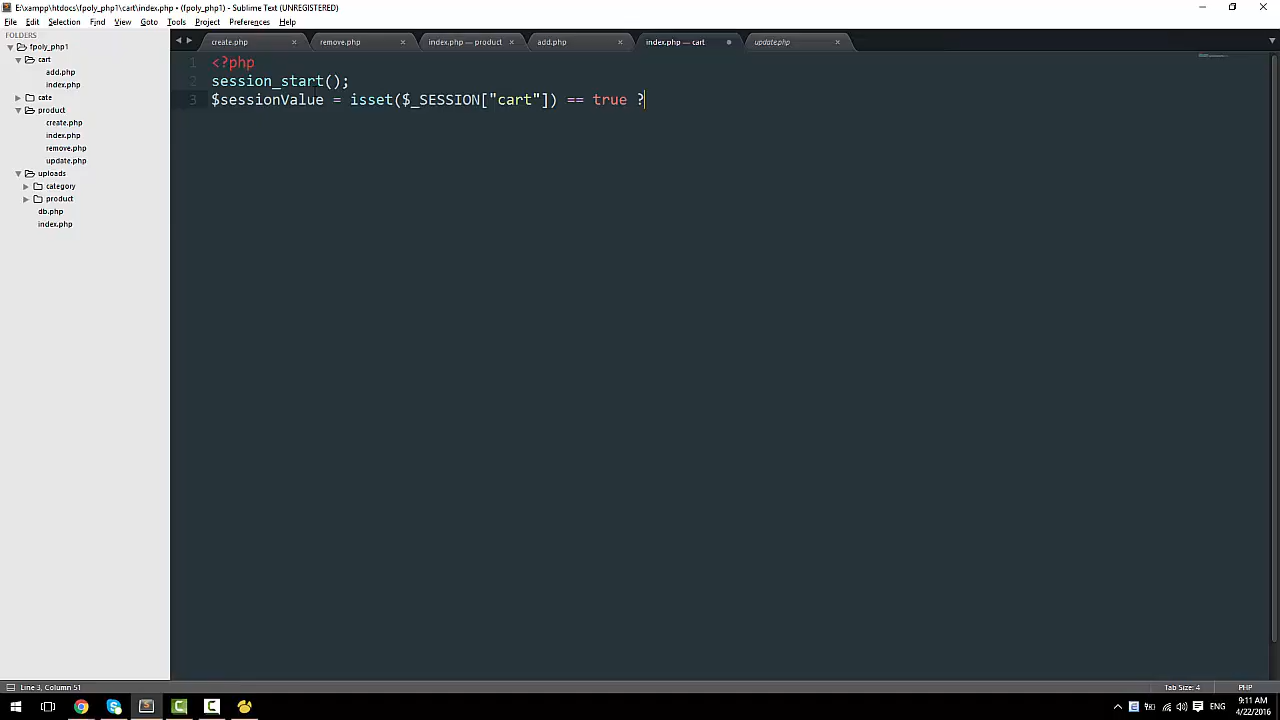 E:\xampp\htdocs\fpoly_php1\cart\index.php • (fpoly_php1) - Sublime Text (UNREGISTERED)
File Edit Selection Find View Goto Tools Project Preferences Help
FOLDERS
fpoly_php1
cart
add.php
index.php
cate
product
create.php
index.php
remove.php
update.php
uploads
category
product
db.php
index.php
create.php remove.php index.php — product add.php index.php — cart update.php
1 <?php
2 session_start();
3 $sessionValue = isset($_SESSION["cart"]) == true ?
Line 3, Column 51 Tab Size: 4 PHP
ENG 9:11 AM
4/22/2016